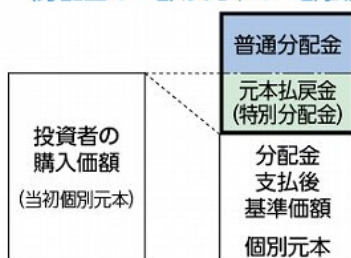 普通分配金
元本払戻金
(特別分配金)
投資者の
購入価額
(当初個別元本)
分配金
支払後
基準価額
個別元本